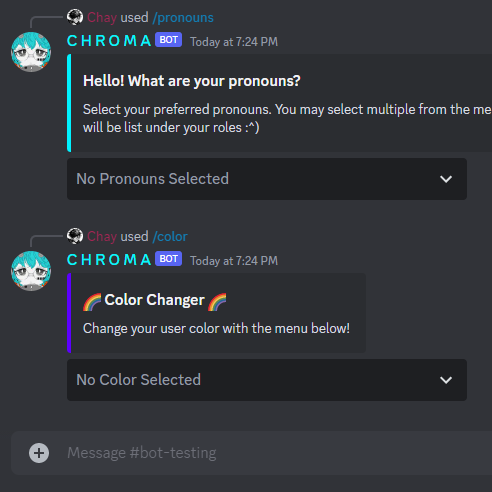 Chay used /pronouns
CHROMA BOT Today at 7:24 PM
Hello! What are your pronouns?
Select your preferred pronouns. You may select multiple from the me
will be list under your roles :^)
No Pronouns Selected
Chay used /color
CHROMA BOT Today at 7:24 PM
🌈 Color Changer 🌈
Change your user color with the menu below!
No Color Selected
Message #bot-testing